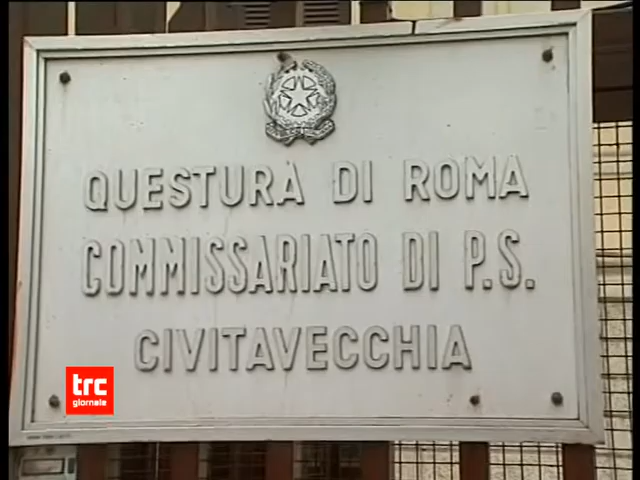 QUESTURA DI ROMA
COMMISSARIATO DI P.S.
CIVITAVECCHIA
trc
giornale